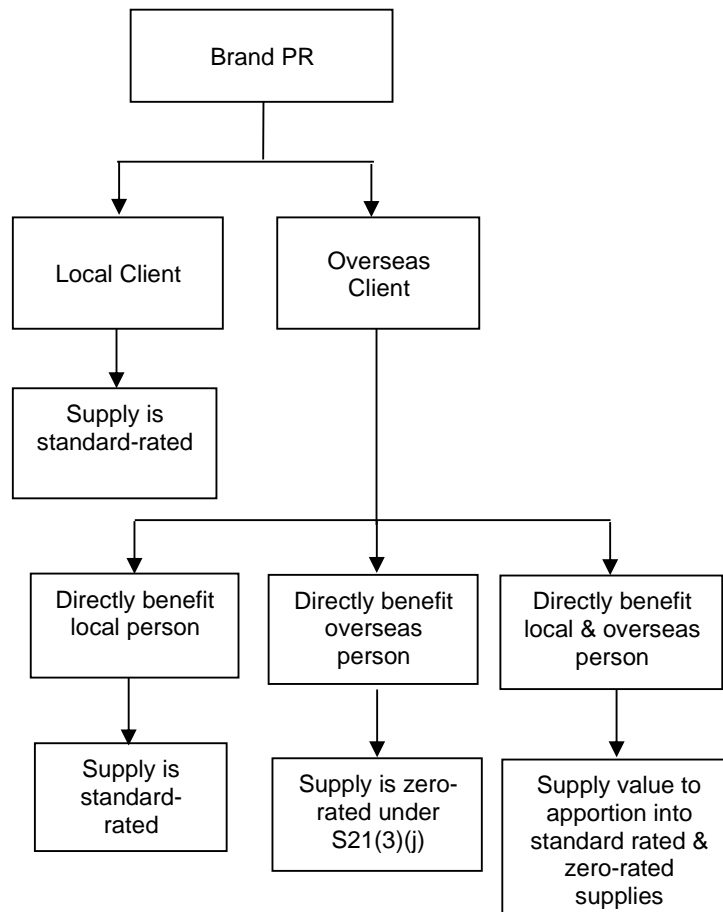 Brand PR
Local Client
Overseas
Client
Supply is
standard-rated
Directly benefit
local person
Directly benefit
overseas
person
Directly benefit
local & overseas
person
Supply is
standard-
rated
Supply is zero-
rated under
S21(3)(j)
Supply value to
apportion into
standard rated &
zero-rated
supplies